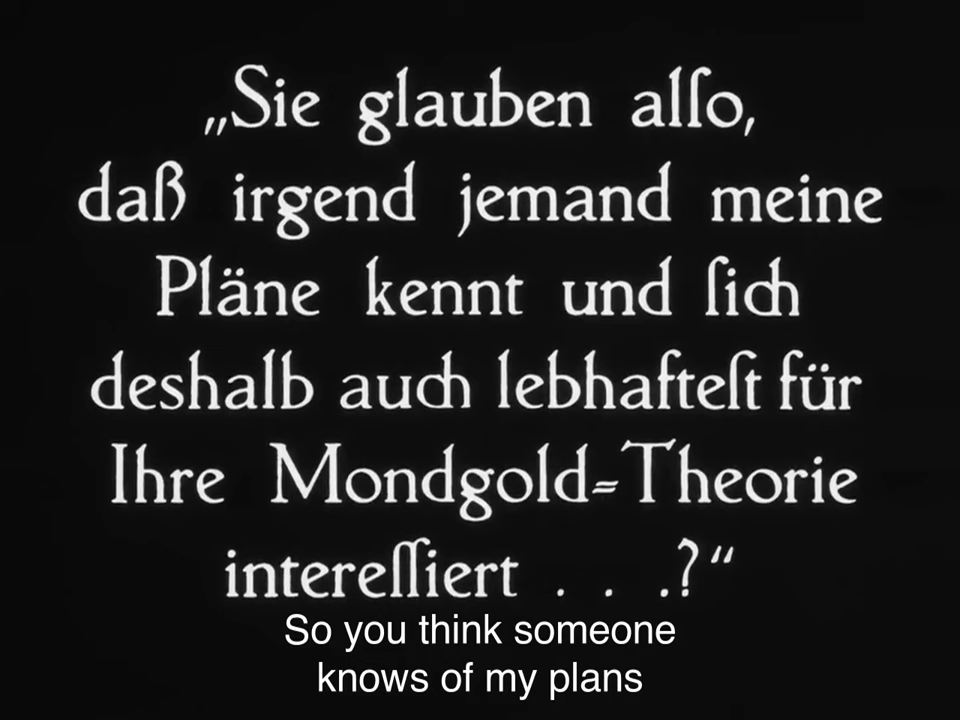 „Sie glauben alſo,
daß irgend jemand meine
Pläne kennt und ſich
deshalb auch lebhafteſt für
Ihre Mondgold⸗Theorie
intereſſiert . . .?“
So you think someone
knows of my plans